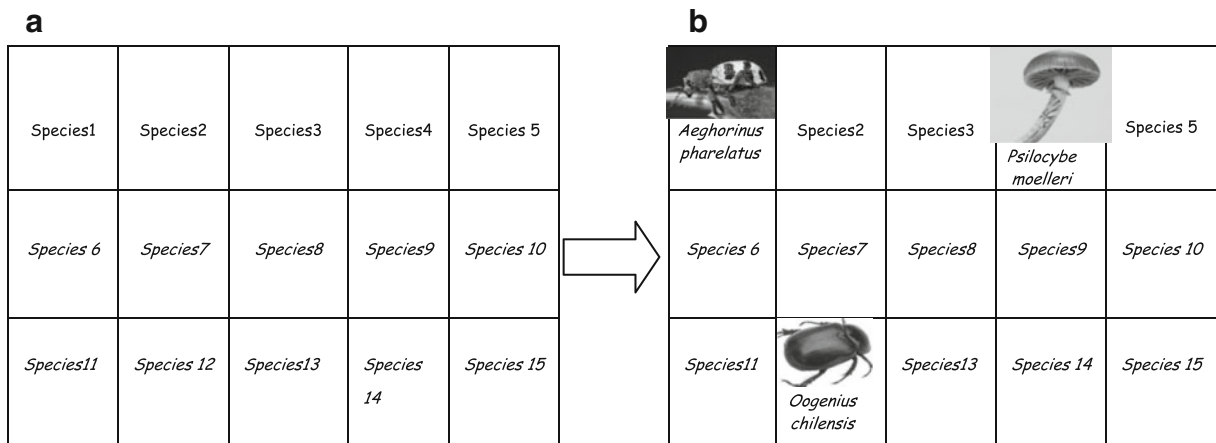 a
Species1 Species2 Species3 Species4 Species 5
Species 6 Species7 Species8 Species9 Species 10
Species11 Species 12 Species13 Species
14
Species 15
b
Aeghorinus
pharelatus
Species2 Species3
Psilocybe
moelleri
Species 5
Species 6 Species7 Species8 Species9 Species 10
Species11
Oogenius
chilensis
Species13 Species 14 Species 15